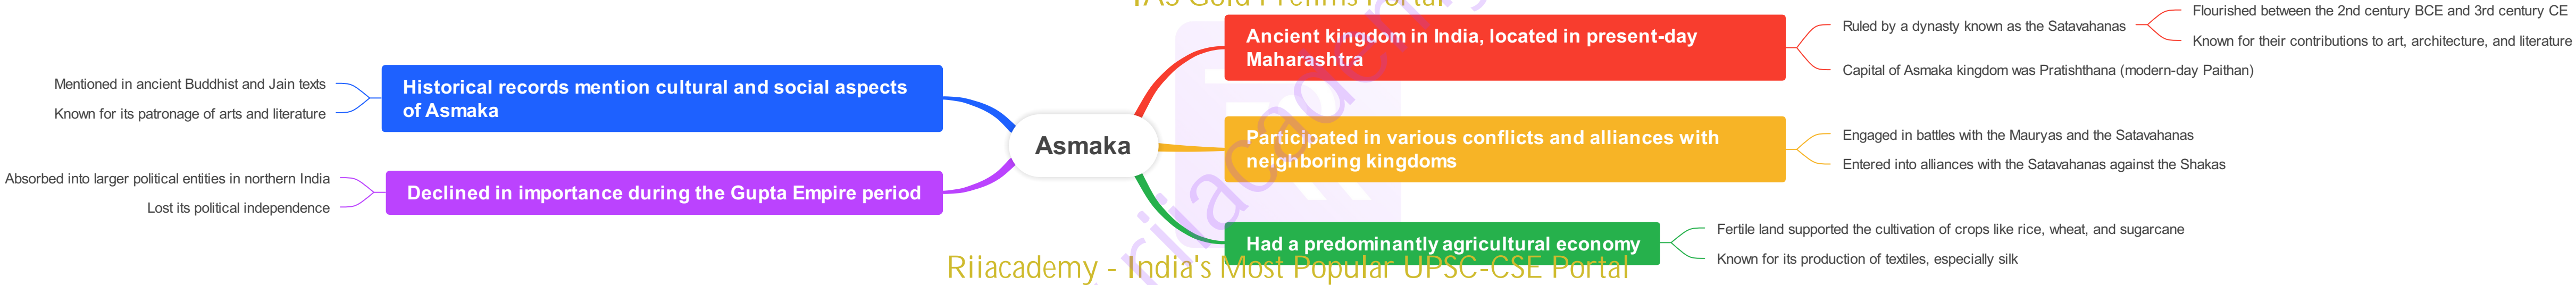 IAS Gold Prelims Portal
Asmaka
Ancient kingdom in India, located in present-day
Maharashtra
Ruled by a dynasty known as the Satavahanas
Flourished between the 2nd century BCE and 3rd century CE
Known for their contributions to art, architecture, and literature
Capital of Asmaka kingdom was Pratishthana (modern-day Paithan)
Participated in various conflicts and alliances with
neighboring kingdoms
Engaged in battles with the Mauryas and the Satavahanas
Entered into alliances with the Satavahanas against the Shakas
Had a predominantly agricultural economy
Fertile land supported the cultivation of crops like rice, wheat, and sugarcane
Known for its production of textiles, especially silk
Historical records mention cultural and social aspects
of Asmaka
Mentioned in ancient Buddhist and Jain texts
Known for its patronage of arts and literature
Declined in importance during the Gupta Empire period
Absorbed into larger political entities in northern India
Lost its political independence
Riiacademy - India's Most Popular UPSC-CSE Portal